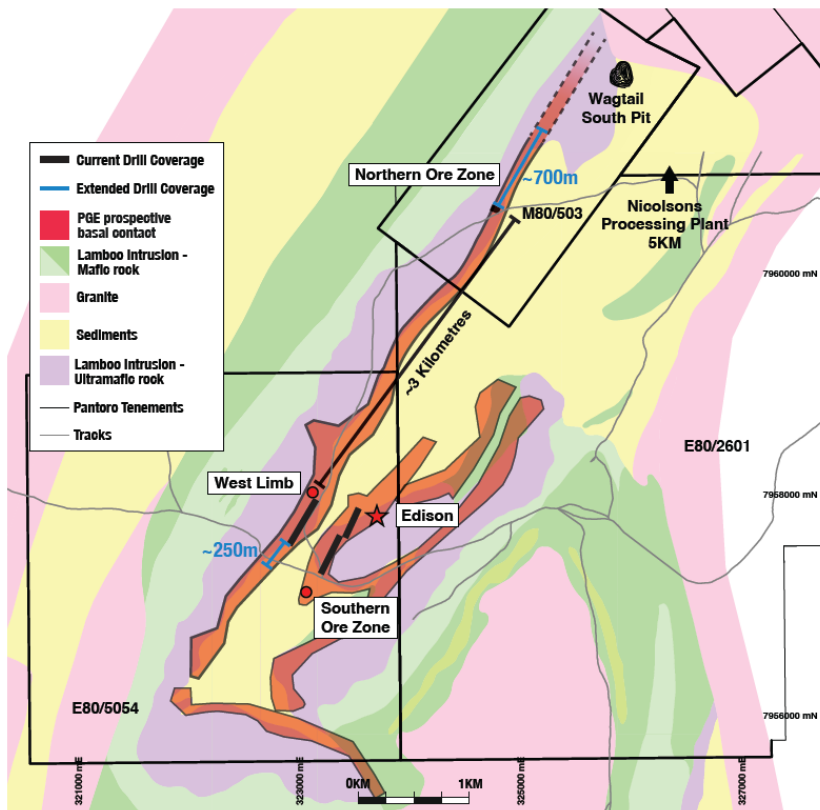 Wagtail
South Pit
Current Drill Coverage
Extended Drill Coverage
PGE prospective
basal contact
Lamboo Intrusion -
Mafic rock
Granite
Sediments
Lamboo Intrusion -
Ultramafic rock
Pantoro Tenements
Tracks
Northern Ore Zone
~700m
M80/503
Nicolsons
Processing Plant
5KM
7960000 mN
~3 Kilometres
E80/2601
West Limb
7958000 mN
Edison
~250m
Southern
Ore Zone
E80/5054
7956000 mN
321000 mE
323000 mE
325000 mE
327000 mE
0KM
1KM